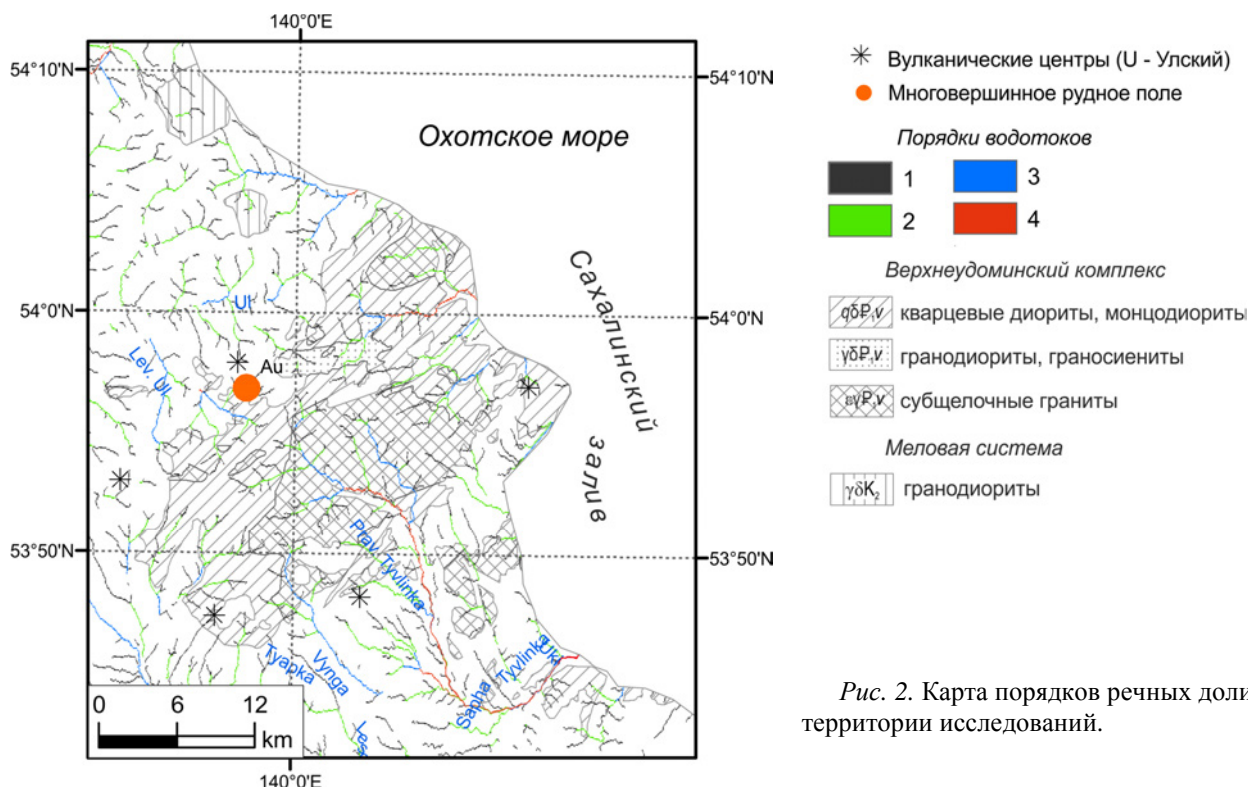 140°0'E
54°10'N
54°10'N
Охотское море
Сахалинский
залив
54°0'N
54°0'N
Ul
Lev. Ul
Au
53°50'N
53°50'N
Prav. Tyvlinka
Tyapka
Vynga
Sapha
Tyvlinka
Uki
Les
0 6 12
km
140°0'E
Вулканические центры (U - Улский)
Многовершинное рудное поле
Порядки водотоков
1 3
2 4
Верхнеудоминский комплекс
кварцевые диориты, монцодиориты
гранодиориты, граносиениты
субщелочные граниты
Меловая система
γδK₂ гранодиориты
Рис. 2. Карта порядков речных доли
территории исследований.